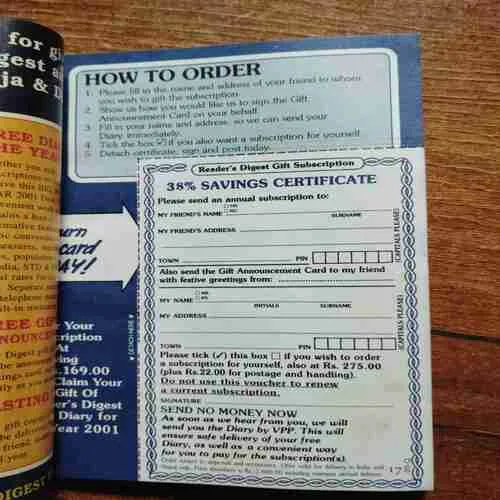 for gi
gest a
ja & D
REE DIA
THE YEA
REE G
ANNOUNC
urn
card
AY!
r Your
ription
At
ing
.169.00
Claim Your
Gift Of
er's Digest
Diary for
Year 2001
HOW TO ORDER
1. Please fill in the name and address of your friend to whom
you wish to gift the subscription.
2. Show us how you would like us to sign the Gift
Announcement Card on your behalf.
3. Fill in your name and address, so we can send your
Diary immediately.
4. Tick the box ✓ if you also want a subscription for yourself.
5. Detach certificate, sign and post today.
Reader's Digest Gift Subscription
38% SAVINGS CERTIFICATE
Please send an annual subscription to:
MY FRIEND'S NAME SURNAME
MY FRIEND'S ADDRESS
TOWN PIN
(CAPITALS PLEASE)
Also send the Gift Announcement Card to my friend
with festive greetings from:
MY NAME INITIALS SURNAME
MY ADDRESS
TOWN PIN
(CAPITALS PLEASE)
DETACH HERE
Please tick (✓) this box □ if you wish to order
a subscription for yourself, also at Rs. 275.00
(plus Rs.22.00 for postage and handling).
Do not use this voucher to renew
a current subscription.
SIGNATURE
SEND NO MONEY NOW
As soon as we hear from you, we will
send you the Diary by VPP. This will
ensure safe delivery of your free
Diary, as well as a convenient way
for you to pay for the subscription(s).